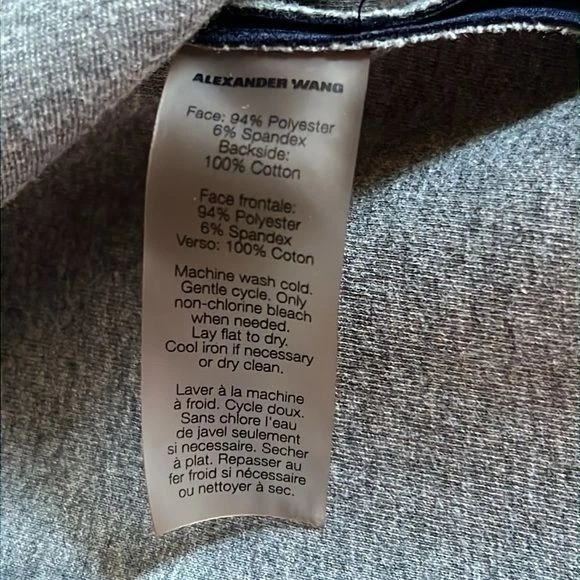 ALEXANDER WANG
Face: 94% Polyester
6% Spandex
Backside:
100% Cotton
Face frontale:
94% Polyester
6% Spandex
Verso: 100% Coton
Machine wash cold.
Gentle cycle. Only
non-chlorine bleach
when needed.
Lay flat to dry.
Cool iron if necessary
or dry clean.
Laver à la machine
à froid. Cycle doux.
Sans chlore l'eau
de javel seulement
si necessaire. Secher
à plat. Repasser au
fer froid si nécessaire
ou nettoyer à sec.